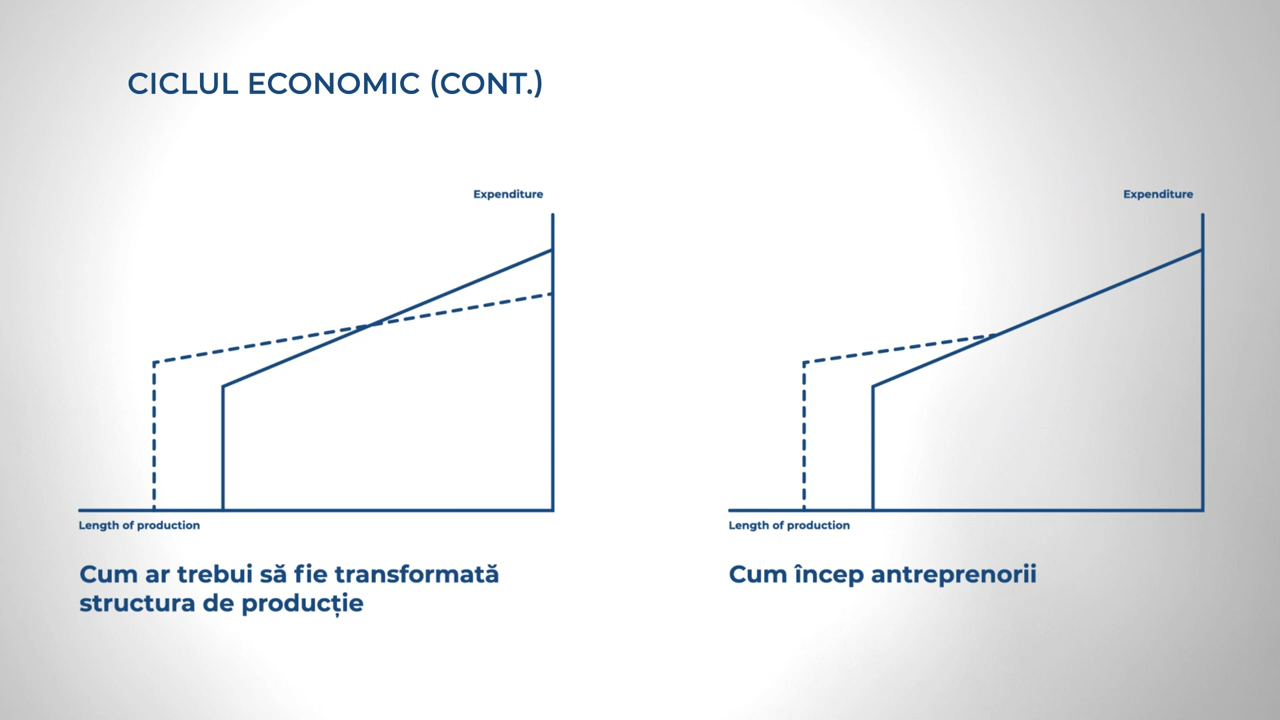 CICLUL ECONOMIC (CONT.)
Expenditure
Length of production
Cum ar trebui să fie transformată
structura de producție
Expenditure
Length of production
Cum încep antreprenorii